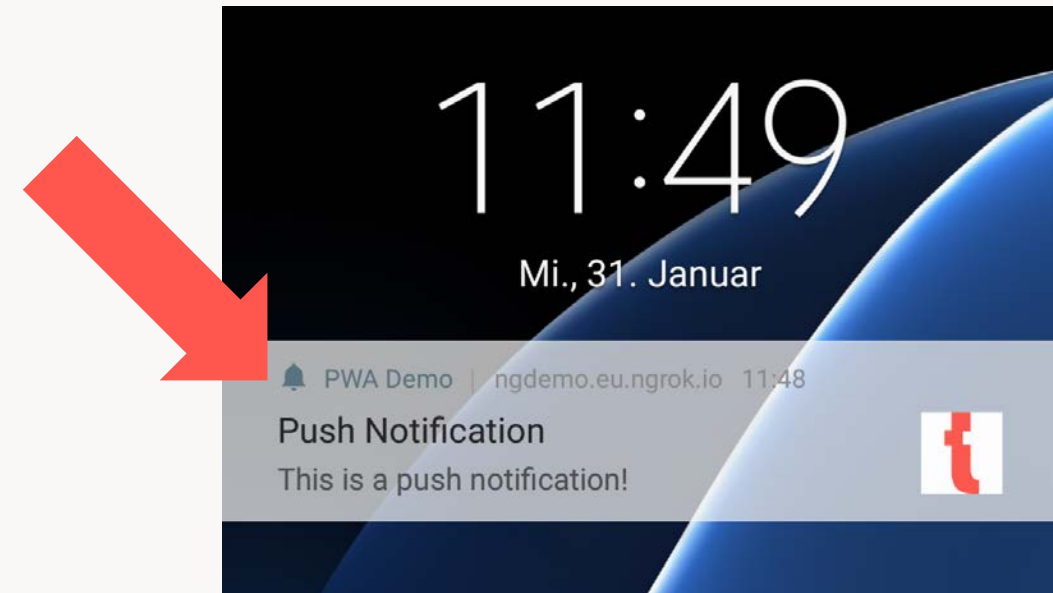 11:49
Mi., 31. Januar
PWA Demo | ngdemo.eu.ngrok.io 11:48
Push Notification
This is a push notification!
t